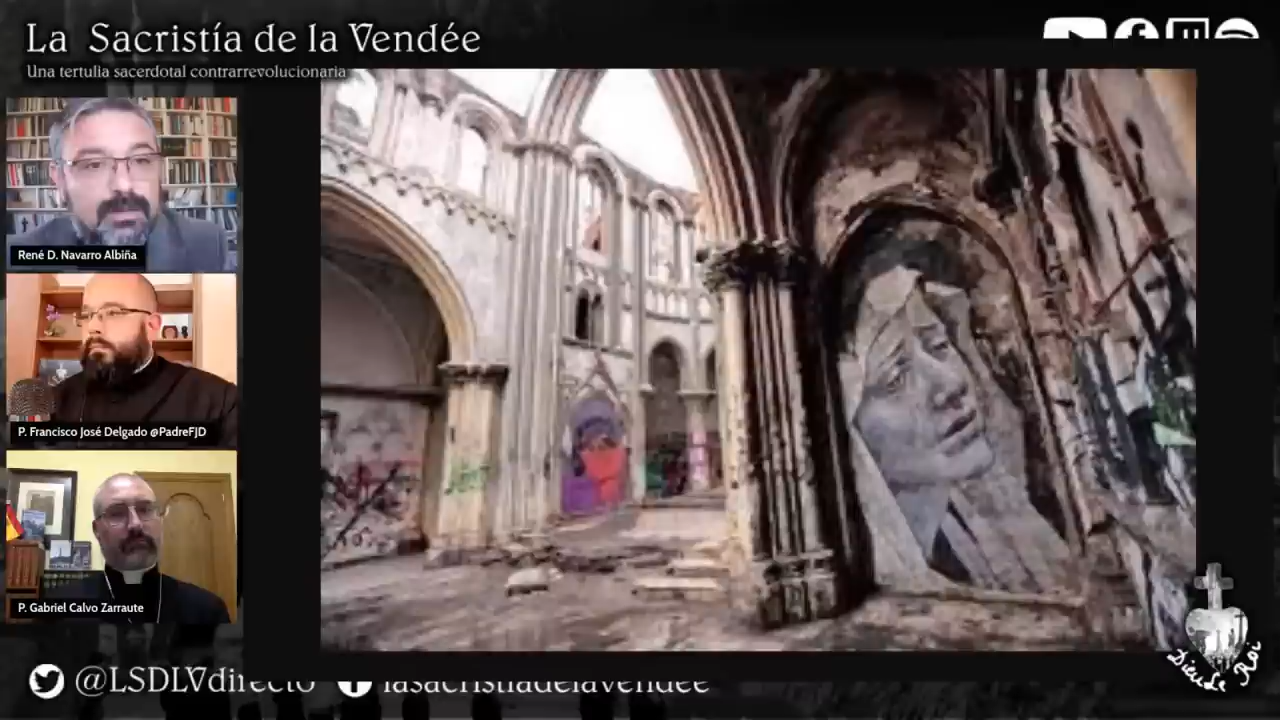 La Sacristía de la Vendée
Una tertulia sacerdotal contrarrevolucionaria
René D. Navarro Albiña
P. Francisco José Delgado @PadreFJD
P. Gabriel Calvo Zarraute
@LSDLVdirecto
lasacristiadelavendee
Dieu Le Roi